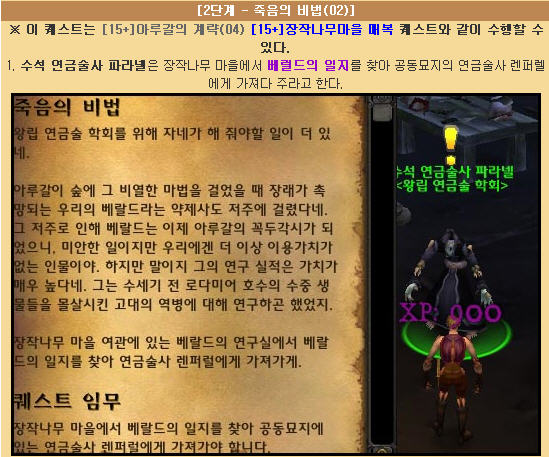 [2단계 - 죽음의 비법(02)]
※ 이 퀘스트는 [15+]아루갈의 계략(04) [15+]장작나무마을 매복 퀘스트와 같이 수행할 수
있다.
1. 수석 연금술사 파라넬은 장작나무 마을에서 베럴드의 일지를 찾아 공동묘지의 연금술사 렌퍼렐
에게 가져다 주라고 한다.
죽음의 비법
왕립 연금술 학회를 위해 자네가 해 줘야할 일이 더 있
네.
아루갈이 숲에 그 비열한 마법을 걸었을 때 장래가 촉
망되는 우리의 베랄드라는 약제사도 저주에 걸렸다네.
그 저주로 인해 베랄드는 이제 아루갈의 꼭두각시가 되
었으니, 미안한 일이지만 우리에겐 더 이상 이용가치가
없는 인물이야. 하지만 말이지 그의 연구 실적은 가치가
매우 높다네. 그는 수세기 전 로다미어 호수의 수중 생
물들을 몰살시킨 고대의 역병에 대해 연구하곤 했었지.
장작나무 마을 여관에 있는 베랄드의 연구실에서 베랄
드의 일지를 찾아 연금술사 렌퍼럴에게 가져가게.
퀘스트 임무
장작나무 마을에서 베랄드의 일지를 찾아 공동묘지에
있는 연금술사 렌퍼럴에게 가져가야 합니다.
수석 연금술사 파라넬
<왕립 연금술 학회>
XP: 900